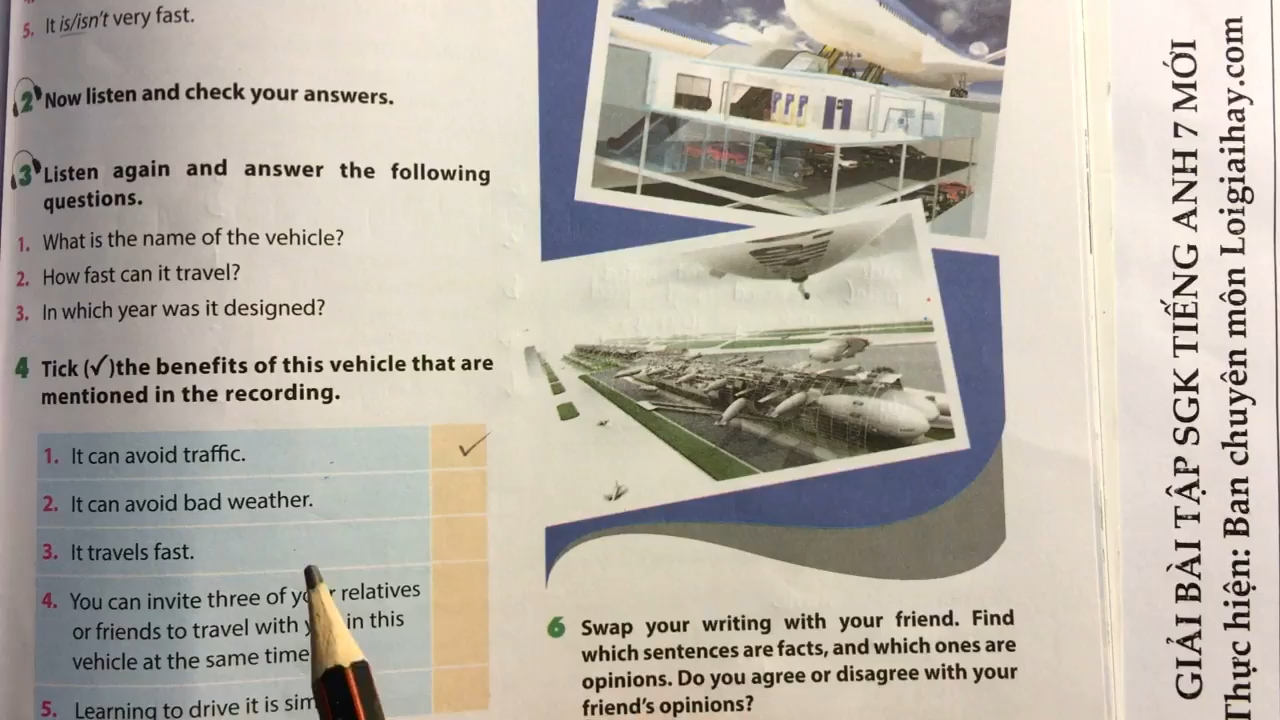 5. It is/isn't very fast.
2 Now listen and check your answers.
3 Listen again and answer the following
questions.
1. What is the name of the vehicle?
2. How fast can it travel?
3. In which year was it designed?
4 Tick (✓)the benefits of this vehicle that are
mentioned in the recording.
1. It can avoid traffic. ✓
2. It can avoid bad weather.
3. It travels fast.
4. You can invite three of relatives
or friends to travel with in this
vehicle at the same time
5. Learning to drive it is
6 Swap your writing with your friend. Find
which sentences are facts, and which ones are
opinions. Do you agree or disagree with your
friend's opinions?
GIẢI BÀI TẬP SGK TIẾNG ANH 7 MỚI
Thực hiện: Ban chuyên môn Loigiaihay.com